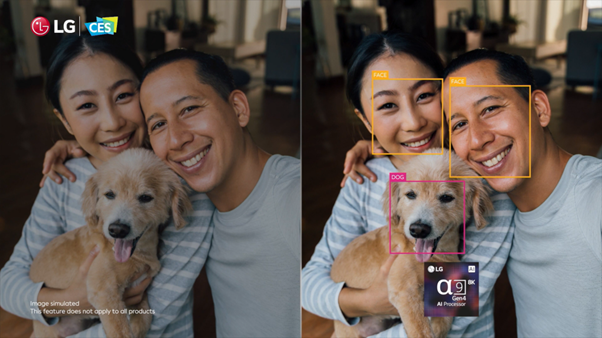 LG
CES
Image simulated
This feature does not apply to all products.
FACE
FACE
DOG
LG
AI
8K
α9
Gen4
AI Processor